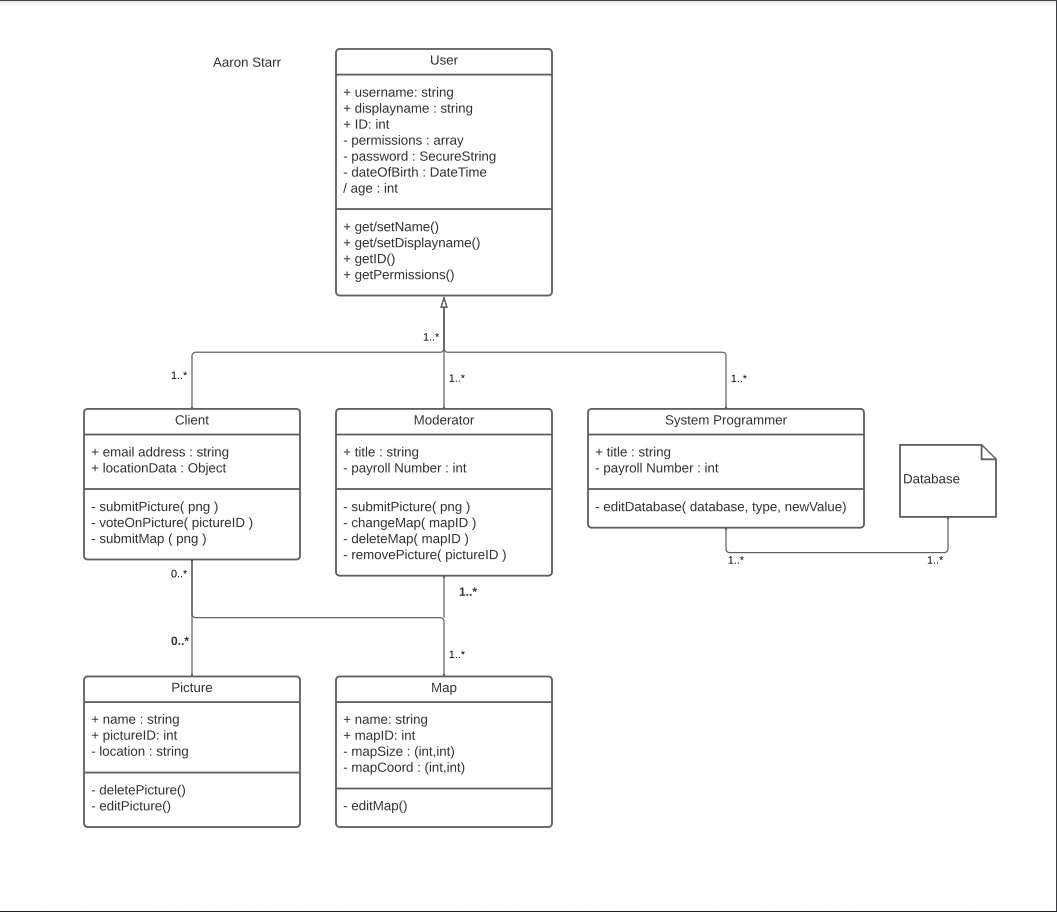 Aaron Starr
User
+ username: string
+ displayname : string
+ ID: int
- permissions : array
- password : SecureString
- dateOfBirth : DateTime
/ age : int
+ get/setName()
+ get/setDisplayname()
+ getID()
+ getPermissions()
1..*
1..*
1..*
1..*
Client
+ email address : string
+ locationData : Object
- submitPicture( png )
- voteOnPicture( pictureID )
- submitMap ( png )
Moderator
+ title : string
- payroll Number : int
- submitPicture( png )
- changeMap( mapID )
- deleteMap( mapID )
- removePicture( pictureID )
System Programmer
+ title : string
- payroll Number : int
- editDatabase( database, type, newValue)
Database
1..*
1..*
0..*
1..*
0..*
1..*
Picture
+ name : string
+ pictureID: int
- location : string
- deletePicture()
- editPicture()
Map
+ name: string
+ mapID: int
- mapSize : (int,int)
- mapCoord : (int,int)
- editMap()